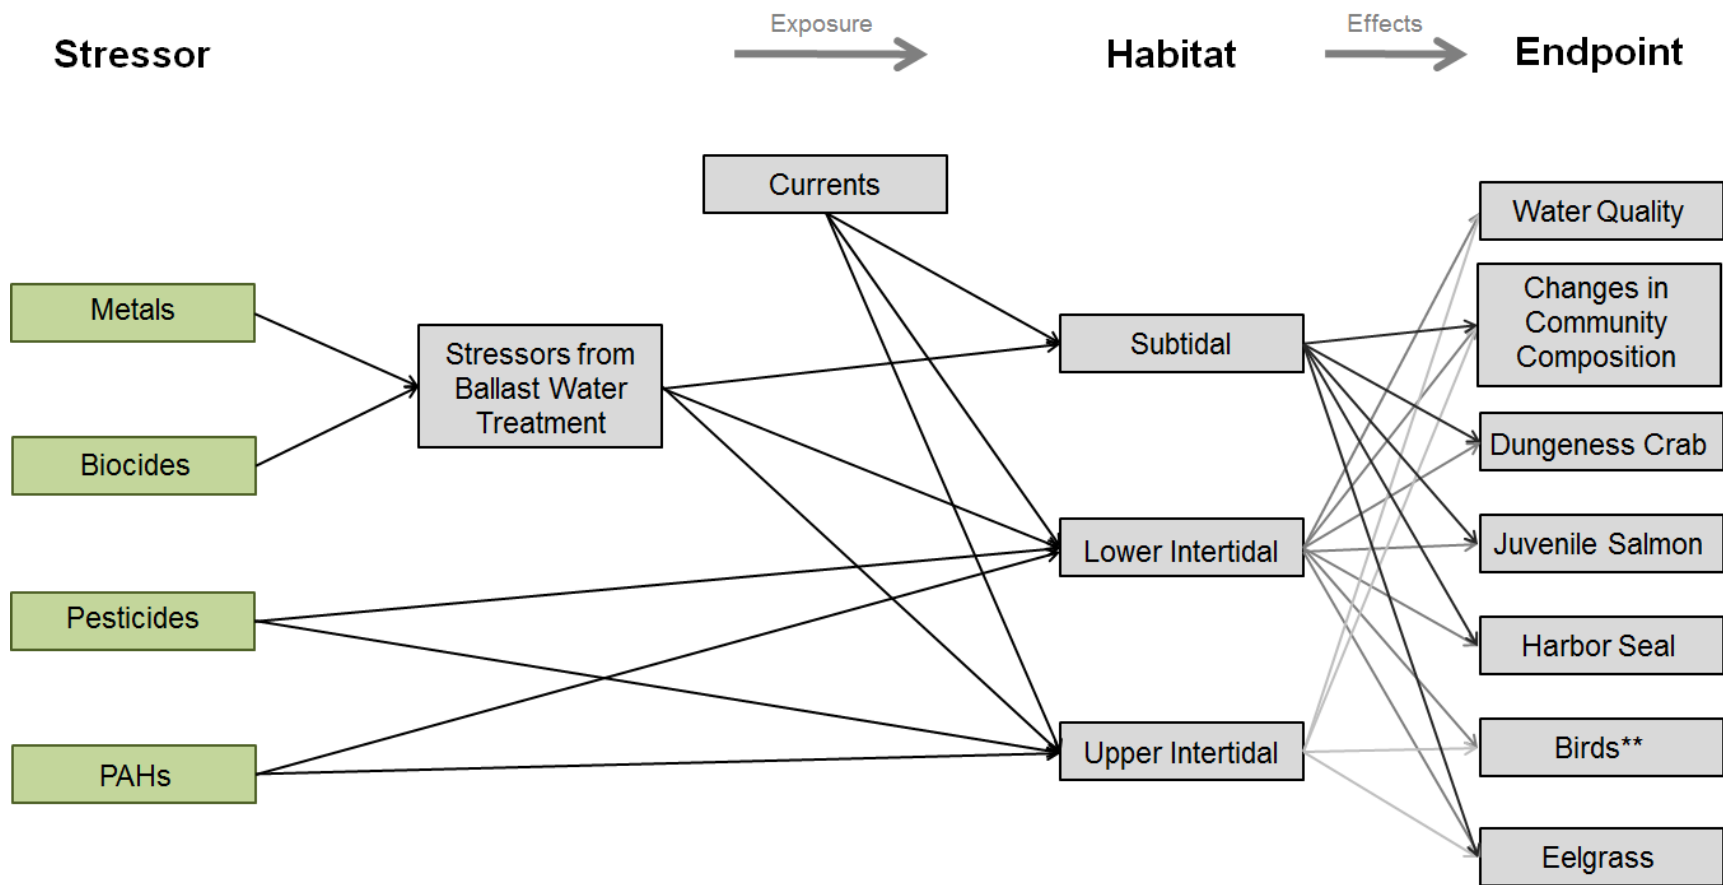 Stressor
Exposure
Habitat
Effects
Endpoint
Currents
Water Quality
Metals
Stressors from
Ballast Water
Treatment
Subtidal
Changes in
Community
Composition
Biocides
Dungeness Crab
Pesticides
Lower Intertidal
Juvenile Salmon
Harbor Seal
PAHs
Upper Intertidal
Birds**
Eelgrass